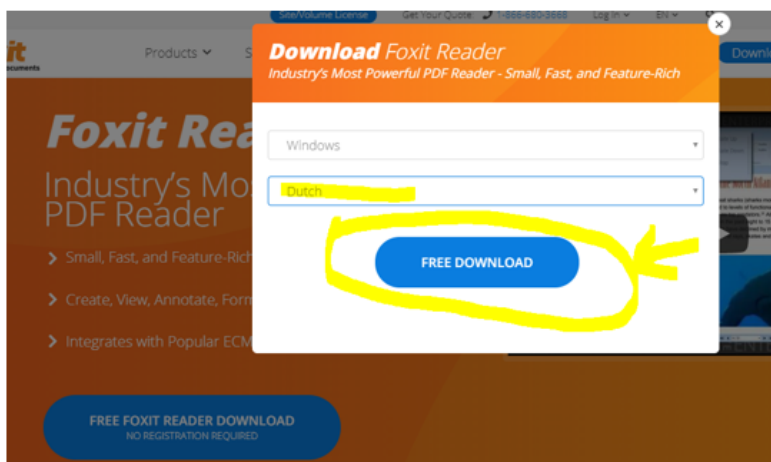 Site/Volume License Get Your Quote: 1-866-680-3668 Log In EN
it
ocuments
Products
S
Downl
Download Foxit Reader
Industry's Most Powerful PDF Reader - Small, Fast, and Feature-Rich
Windows
Dutch
FREE DOWNLOAD
Foxit Rea
Industry's Mo
PDF Reader
Small, Fast, and Feature-Rich
Create, View, Annotate, Form
Integrates with Popular ECM
FREE FOXIT READER DOWNLOAD
NO REGISTRATION REQUIRED